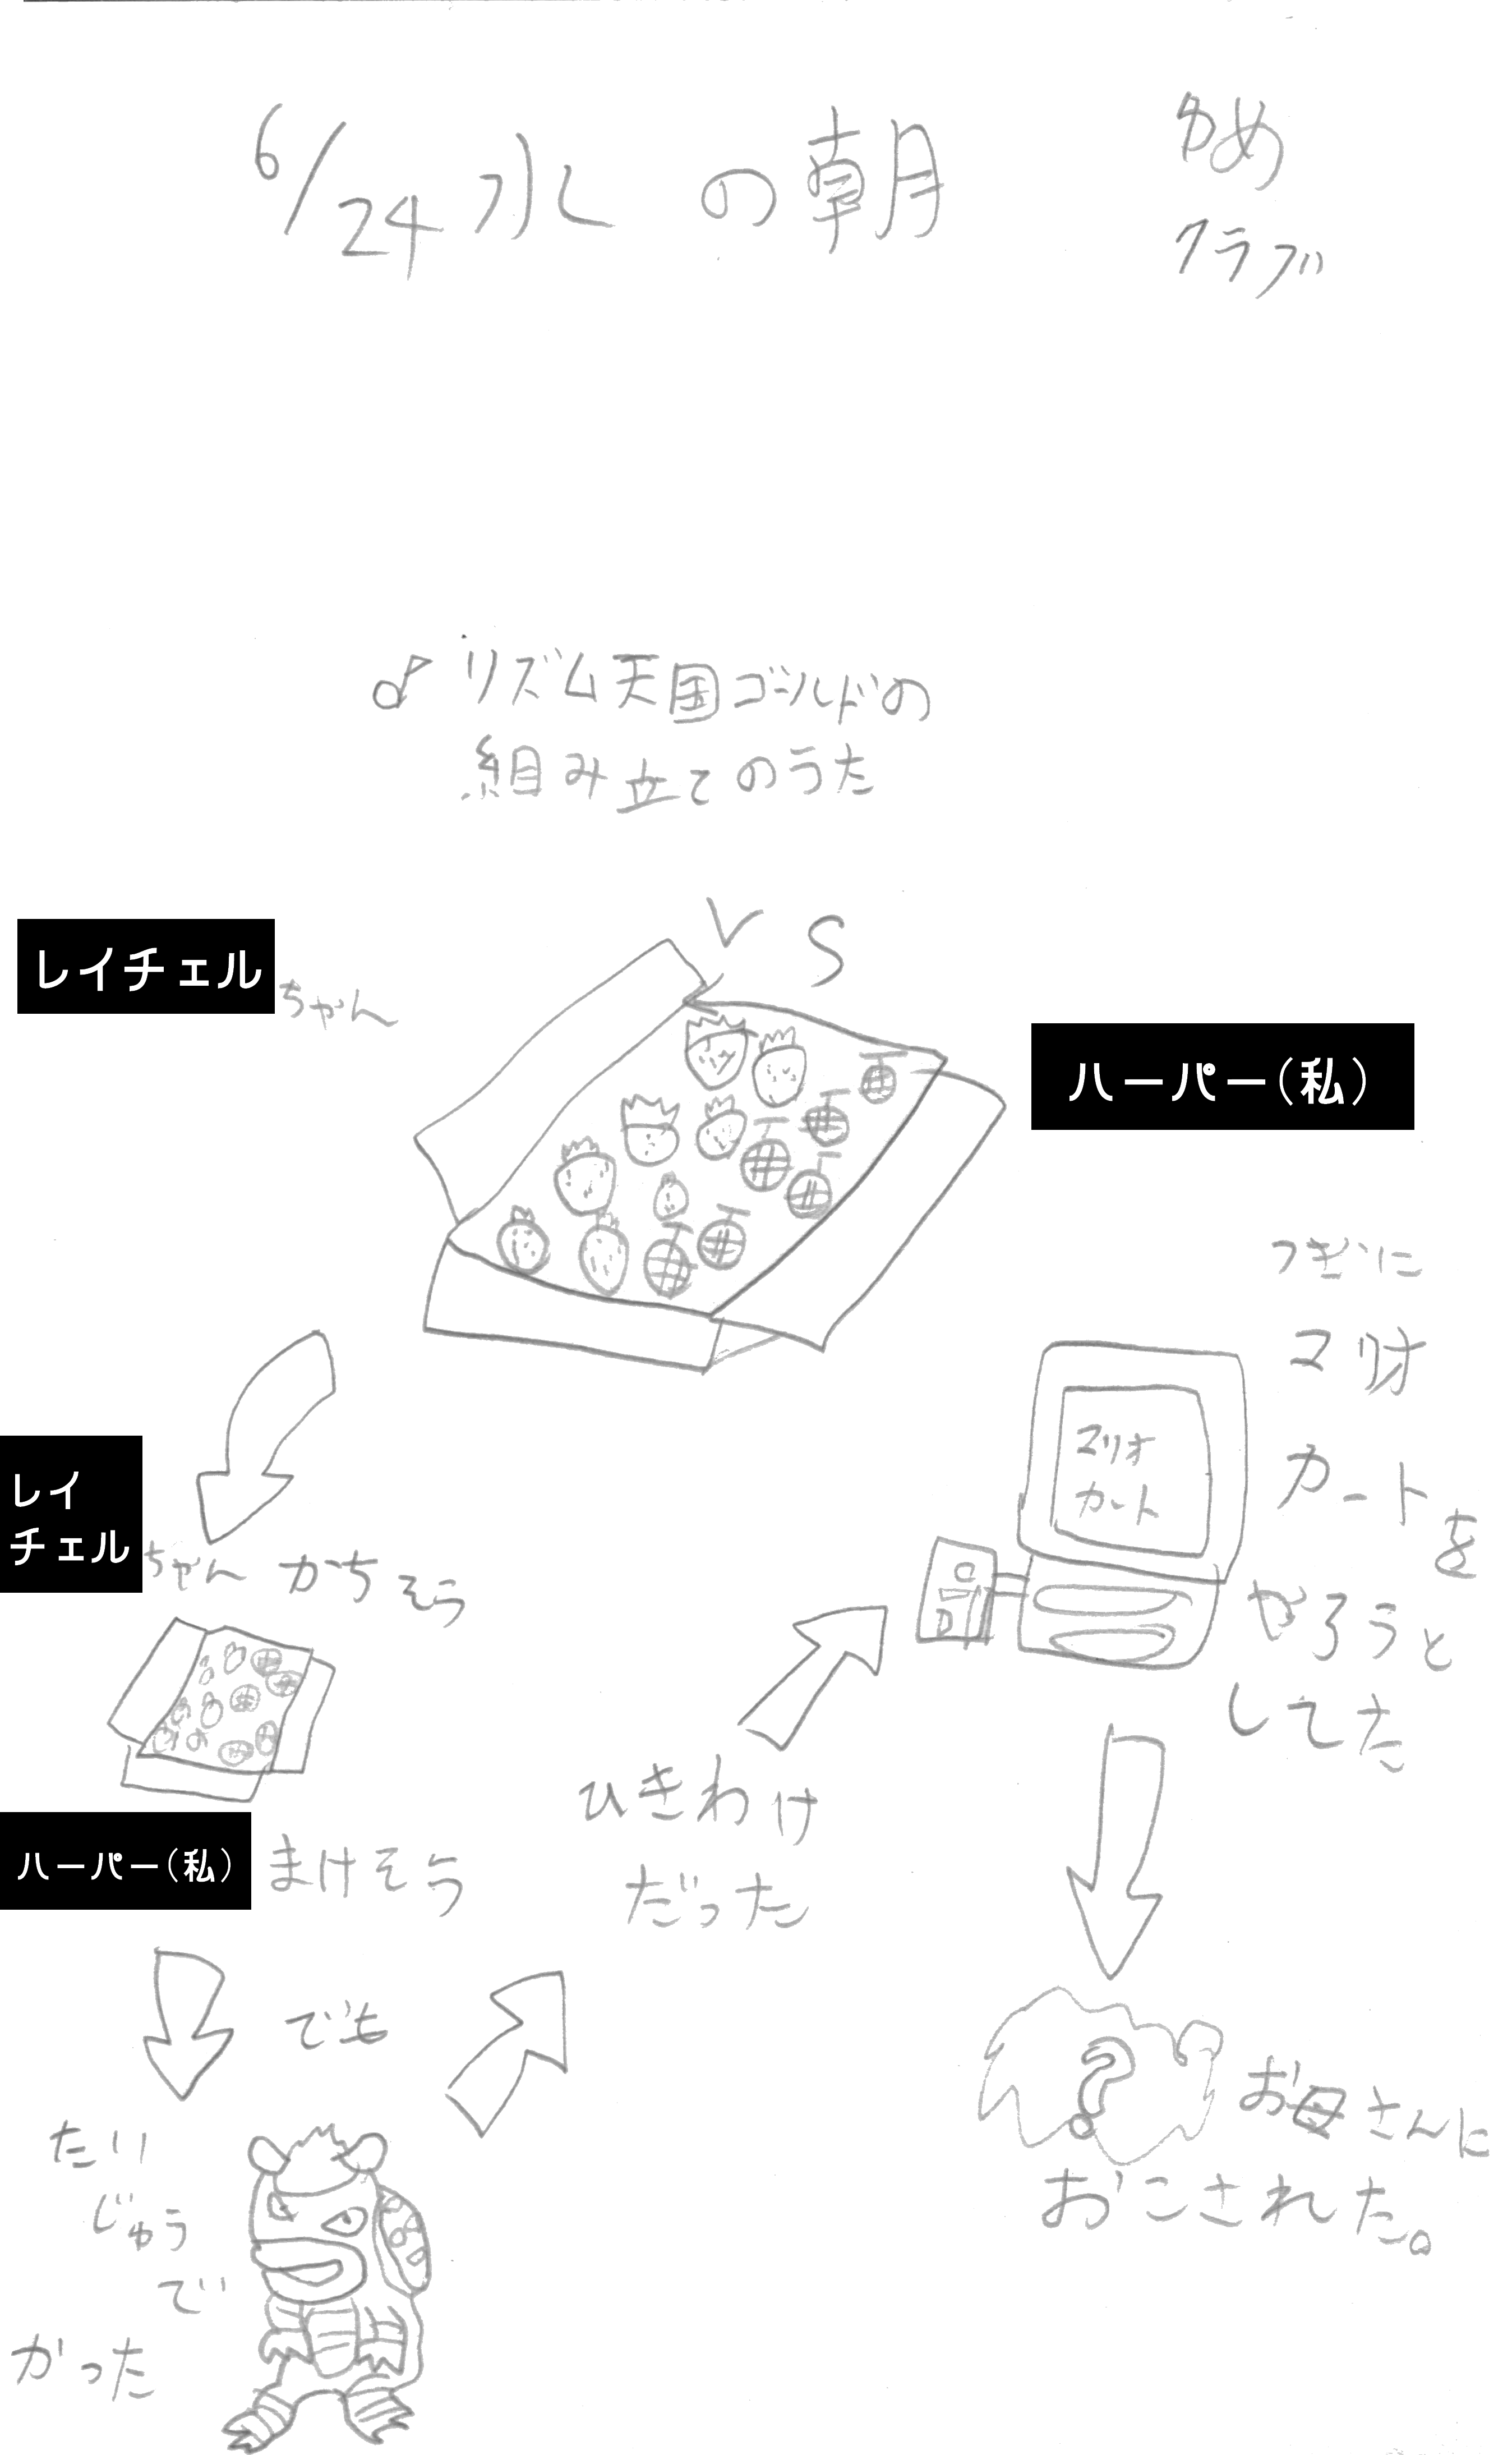 6/24 水 の 朝
ゆめ
クラブ
♪ リズム天国ゴールドの
組み立てのうた
VS
レイチェル
ちゃん
ハーパー(私)
レイ
チェル
ちゃん かちそう
ハーパー(私)
まけそう
でも
たい
じゅう
で
かった
ひきわけ
だった
つぎに
マリオ
カートを
やろうと
してた
マリオ
カート
?
お母さんに
おこされた。